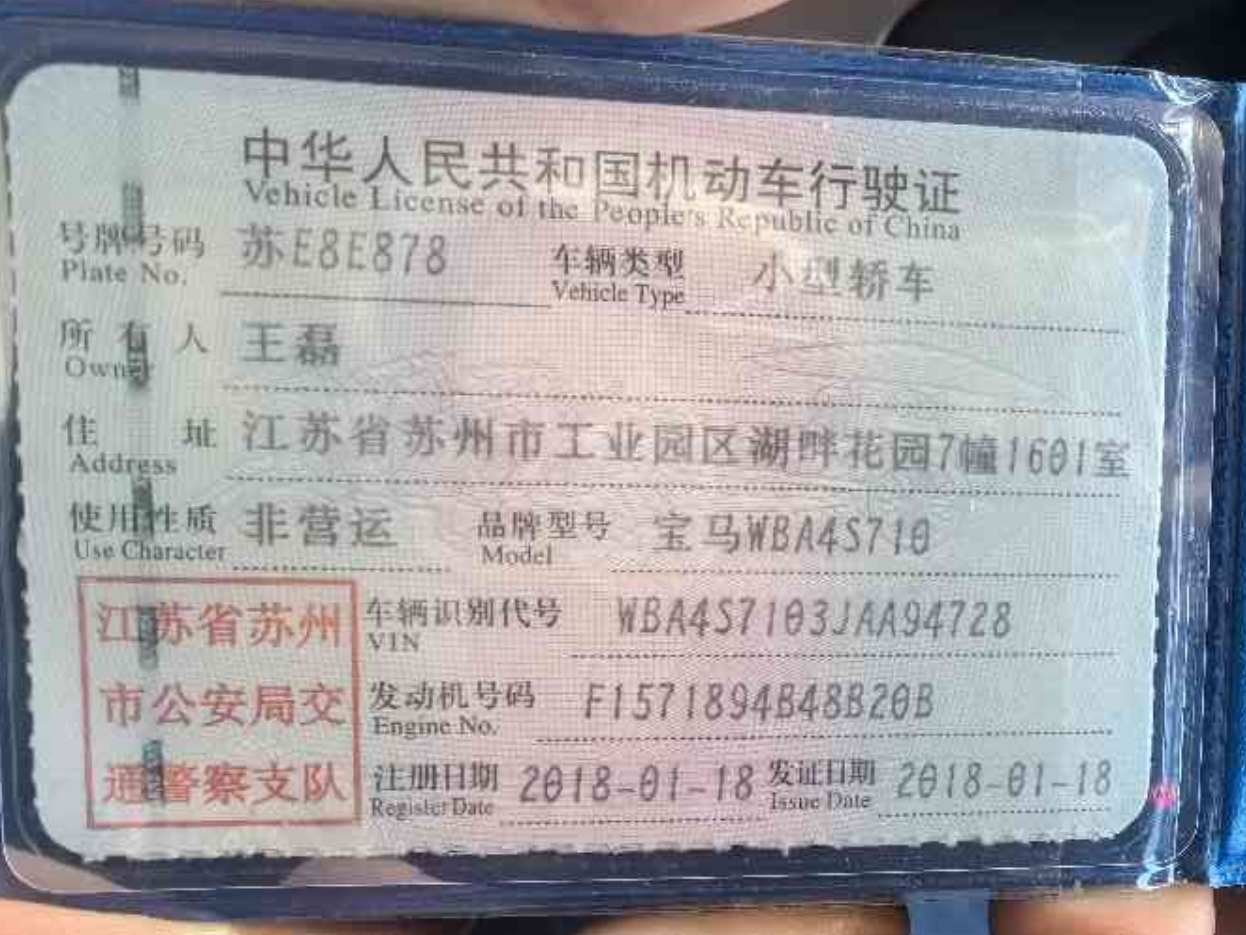 中华人民共和国机动车行驶证
Vehicle License of the People's Republic of China
号牌号码 苏E8E878 车辆类型 小型轿车
Plate No. Vehicle Type
所有人 王磊
Owner
住址 江苏省苏州市工业园区湖畔花园7幢1601室
Address
使用性质 非营运 品牌型号 宝马WBA4S710
Use Character Model
江苏省苏州 车辆识别代号 WBA4S7103JAA94728
VIN
市公安局交 发动机号码 F1571894B48B20B
Engine No.
通警察支队 注册日期 2018-01-18 发证日期 2018-01-18
Register Date Issue Date